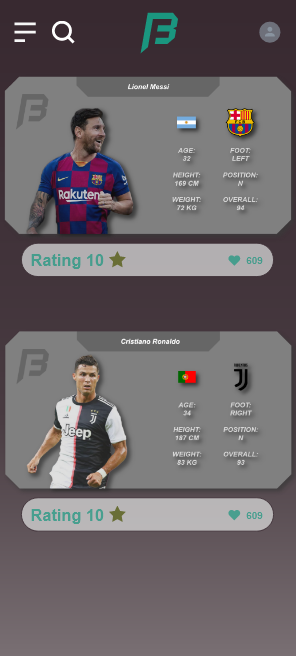 B
Lionel Messi
B
AGE:
32
FOOT:
LEFT
HEIGHT:
169 CM
POSITION:
N
Rakuten
WEIGHT:
72 KG
OVERALL:
94
Rating 10
609
Cristiano Ronaldo
B
AGE:
34
FOOT:
RIGHT
HEIGHT:
187 CM
POSITION:
N
Jeep
WEIGHT:
83 KG
OVERALL:
93
Rating 10
609